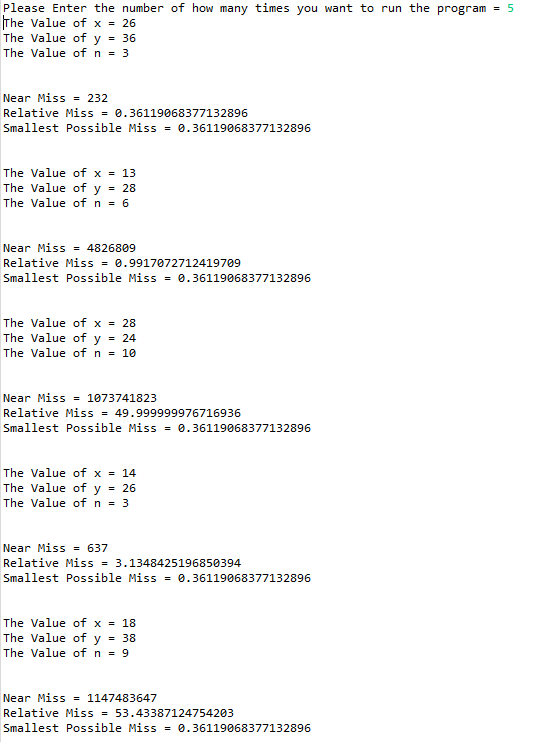 Please Enter the number of how many times you want to run the program = 5
The Value of x = 26
The Value of y = 36
The Value of n = 3
Near Miss = 232
Relative Miss = 0.36119068377132896
Smallest Possible Miss = 0.36119068377132896
The Value of x = 13
The Value of y = 28
The Value of n = 6
Near Miss = 4826809
Relative Miss = 0.9917072712419709
Smallest Possible Miss = 0.36119068377132896
The Value of x = 28
The Value of y = 24
The Value of n = 10
Near Miss = 1073741823
Relative Miss = 49.999999976716936
Smallest Possible Miss = 0.36119068377132896
The Value of x = 14
The Value of y = 26
The Value of n = 3
Near Miss = 637
Relative Miss = 3.1348425196850394
Smallest Possible Miss = 0.36119068377132896
The Value of x = 18
The Value of y = 38
The Value of n = 9
Near Miss = 1147483647
Relative Miss = 53.43387124754203
Smallest Possible Miss = 0.36119068377132896